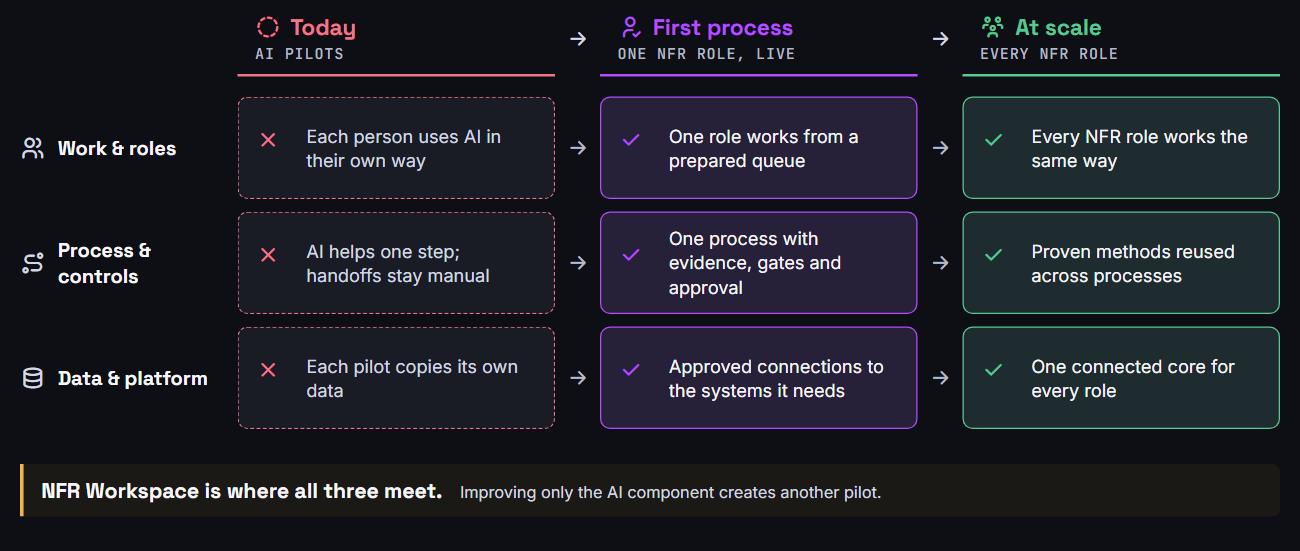 Today
AI PILOTS
→
First process
ONE NFR ROLE, LIVE
→
At scale
EVERY NFR ROLE
Work & roles
Each person uses AI in
their own way
→
One role works from a
prepared queue
→
Every NFR role works the
same way
Process &
controls
AI helps one step;
handoffs stay manual
→
One process with
evidence, gates and
approval
→
Proven methods reused
across processes
Data & platform
Each pilot copies its own
data
→
Approved connections to
the systems it needs
→
One connected core for
every role
NFR Workspace is where all three meet. Improving only the AI component creates another pilot.